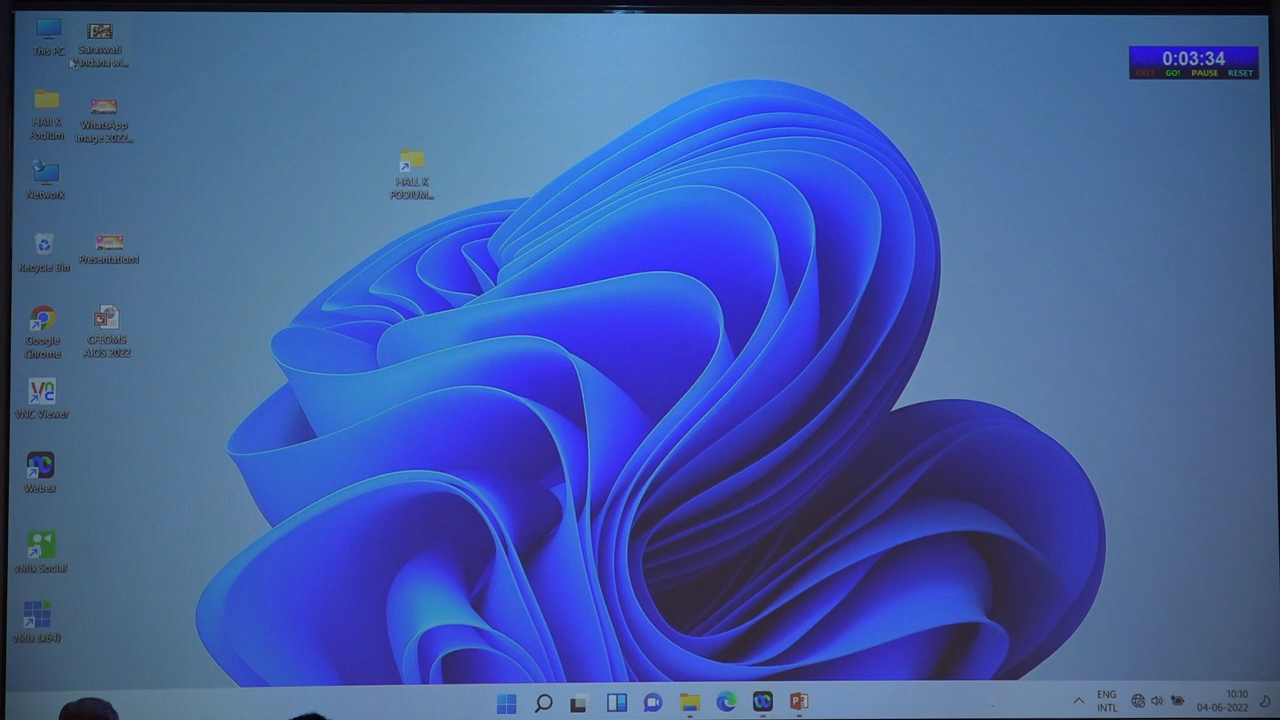 This PC
Saraswati
Vandana wi...
0:03:34
EXIT GO! PAUSE RESET
HAll K
Podium
WhatsApp
Image 2022...
HALL K
PODIUM...
Network
Recycle Bin
Presentation1
Google
Chrome
CFEOMS
AIOS 2022
VNC Viewer
Webex
vMix Social
vMix (x64)
ENG
INTL
10:10
04-06-2022